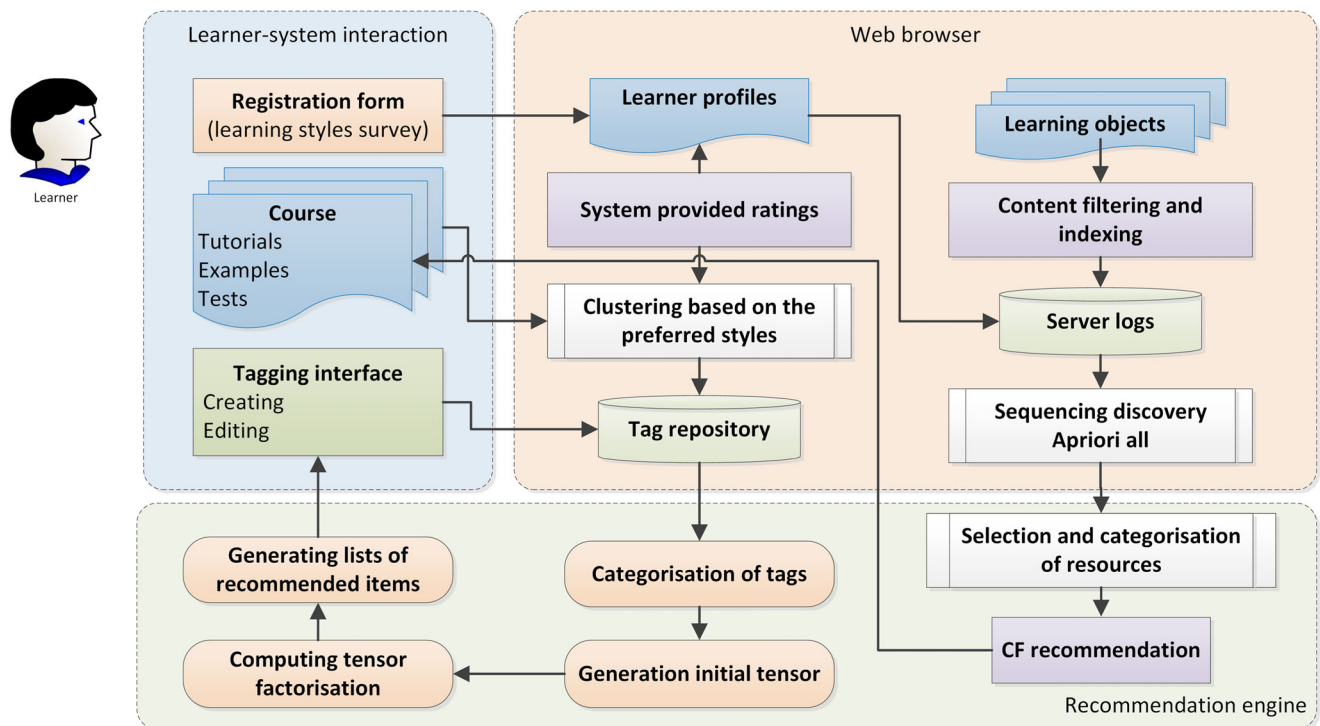 Learner-system interaction
Web browser
Learner
Registration form
(learning styles survey)
Learner profiles
Learning objects
Course
Tutorials
Examples
Tests
System provided ratings
Content filtering and
indexing
Clustering based on the
preferred styles
Server logs
Tagging interface
Creating
Editing
Tag repository
Sequencing discovery
Apriori all
Generating lists of
recommended items
Categorisation of tags
Selection and categorisation
of resources
Computing tensor
factorisation
Generation initial tensor
CF recommendation
Recommendation engine